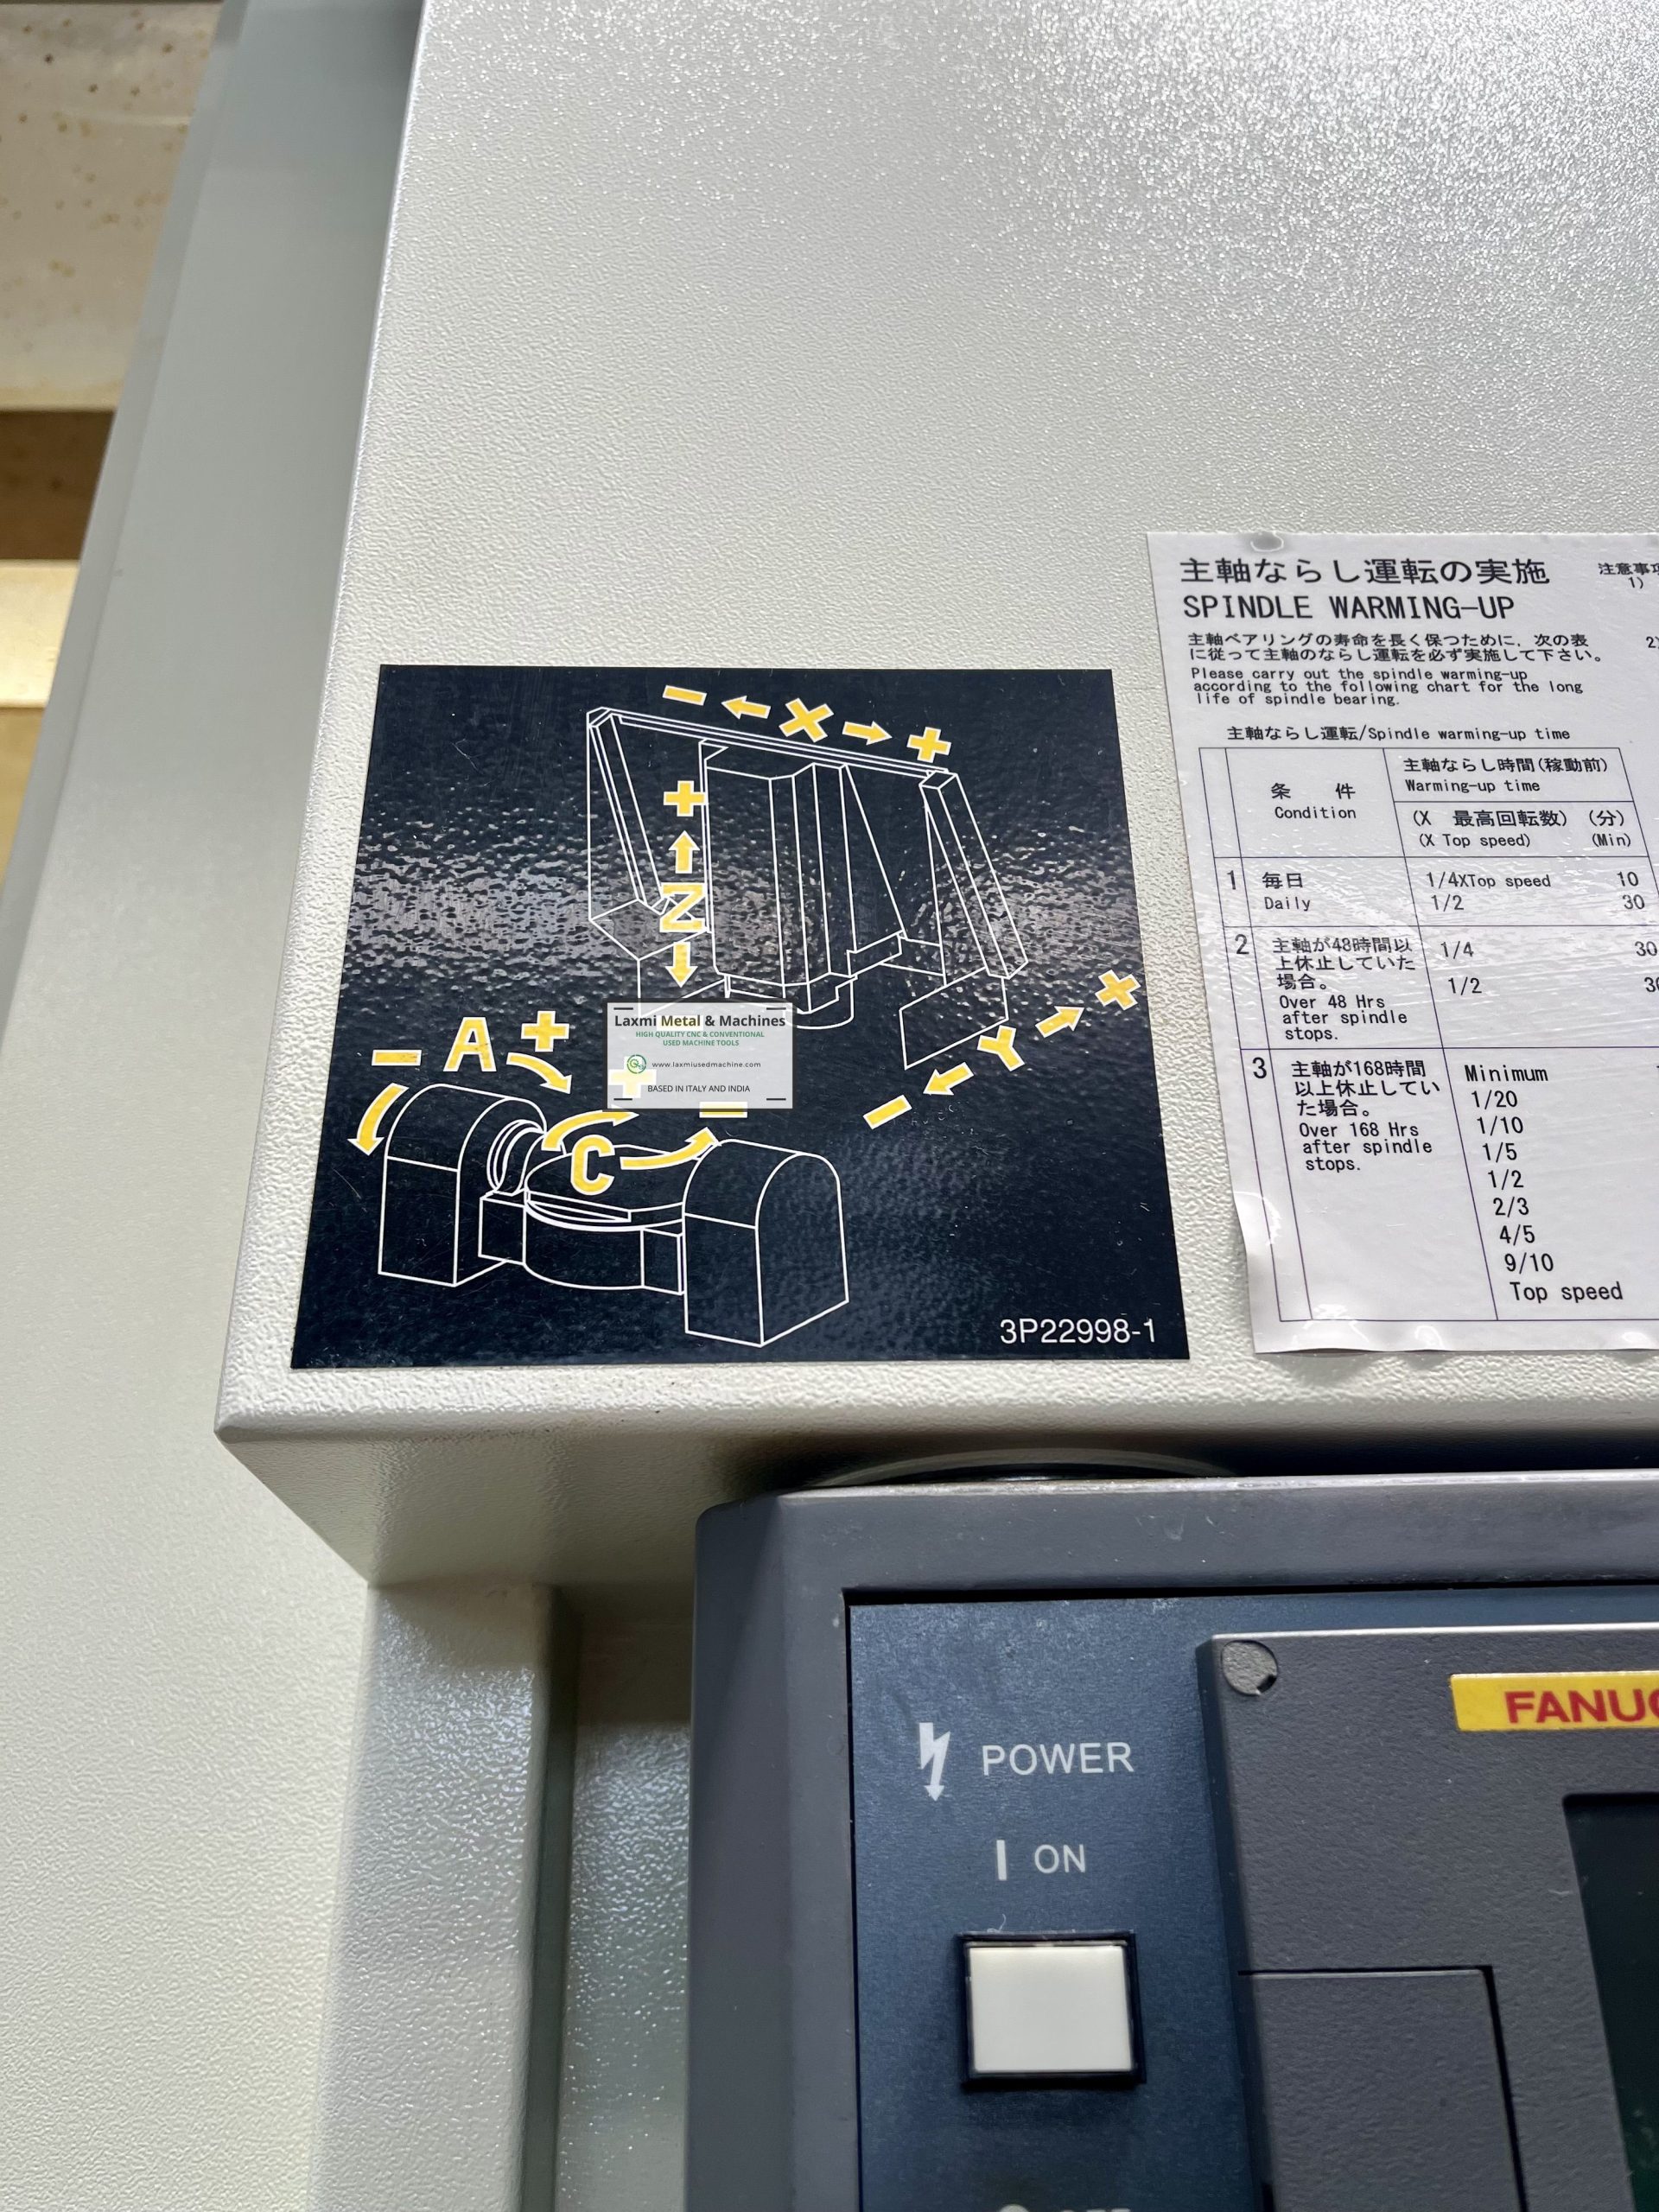 - X +
+
Z
X
Y
-
- A +
C
Laxmi Metal & Machines
HIGH QUALITY CNC & CONVENTIONAL
USED MACHINE TOOLS
www.laxmiusedmachine.com
BASED IN ITALY AND INDIA
3P22998-1
主軸ならし運転の実施
SPINDLE WARMING-UP
主軸ベアリングの寿命を長く保つために、次の表
に従って主軸のならし運転を必ず実施して下さい。
Please carry out the spindle warming-up
according to the following chart for the long
life of spindle bearing.
注意事項
1)
主軸ならし運転/Spindle warming-up time
条 件
Condition
主軸ならし時間(稼動前)
Warming-up time
(X 最高回転数) (分)
(X Top speed) (Min)
1 毎日 1/4XTop speed 10
Daily 1/2 30
2 主軸が48時間以
上休止していた
場合。
Over 48 Hrs
after spindle
stops.
1/4 30
1/2
3 主軸が168時間
以上休止してい
た場合。
Over 168 Hrs
after spindle
stops.
Minimum
1/20
1/10
1/5
1/2
2/3
4/5
9/10
Top speed
FANUC
POWER
ON